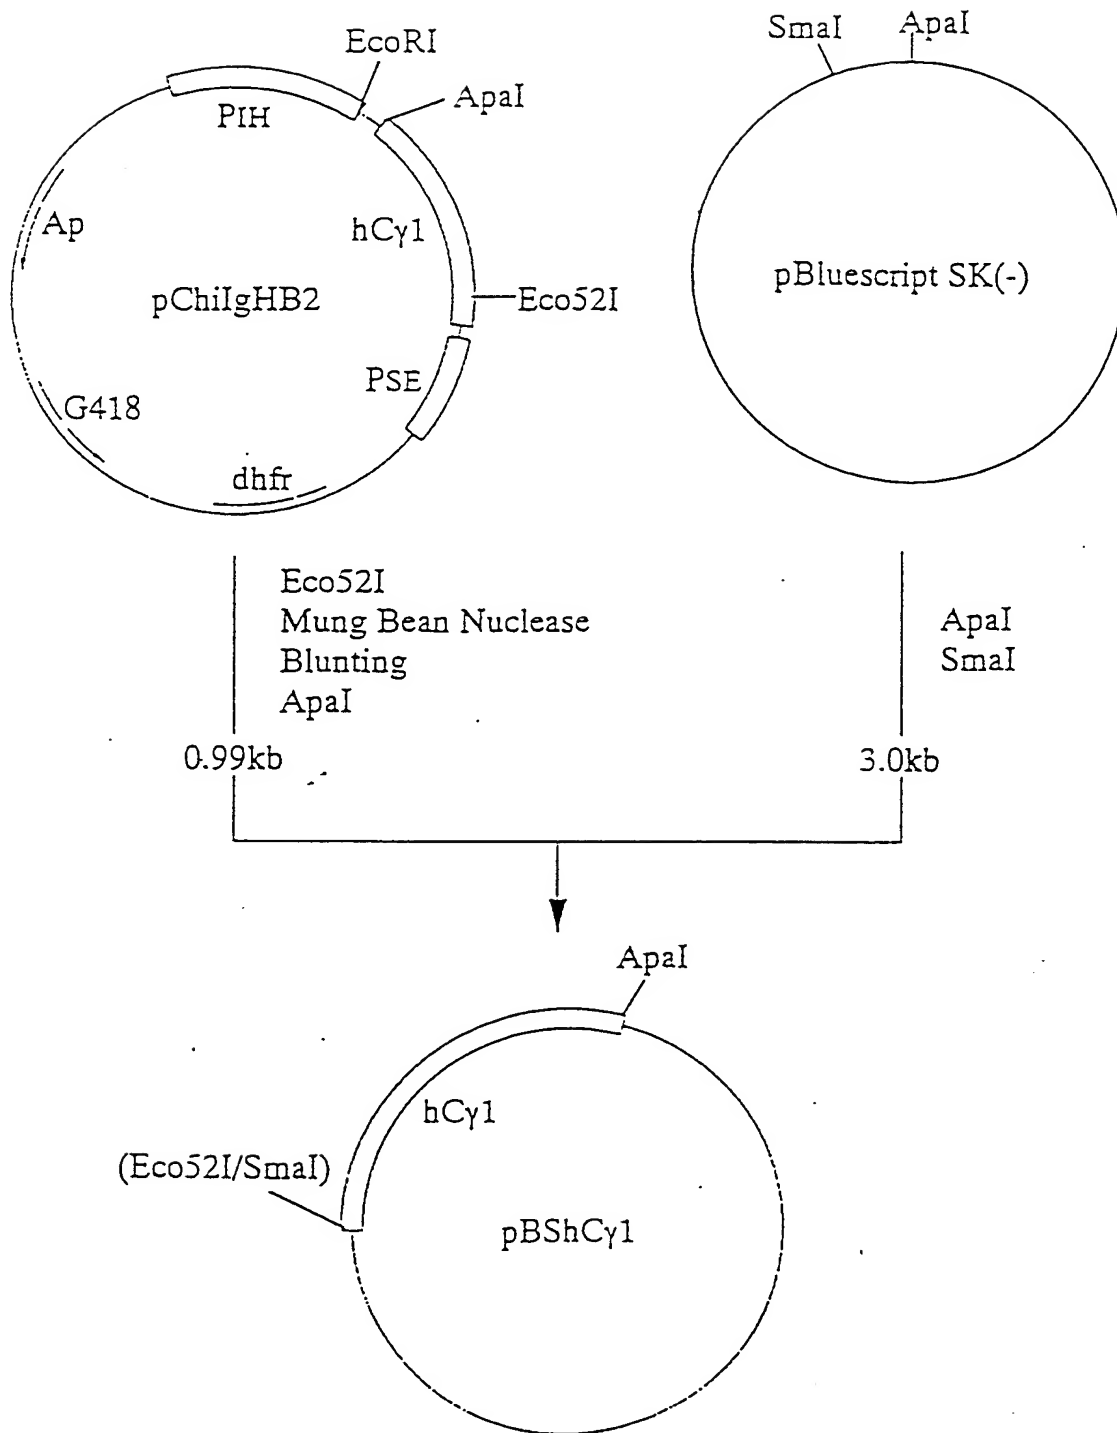 EcoRI
ApaI
PIH
Ap
hCγ1
pChiIgHB2
Eco52I
PSE
G418
dhfr
SmaI
ApaI
pBluescript SK(-)
Eco52I
Mung Bean Nuclease
Blunting
ApaI
0.99kb
ApaI
SmaI
3.0kb
ApaI
hCγ1
(Eco52I/SmaI)
pBShCγ1